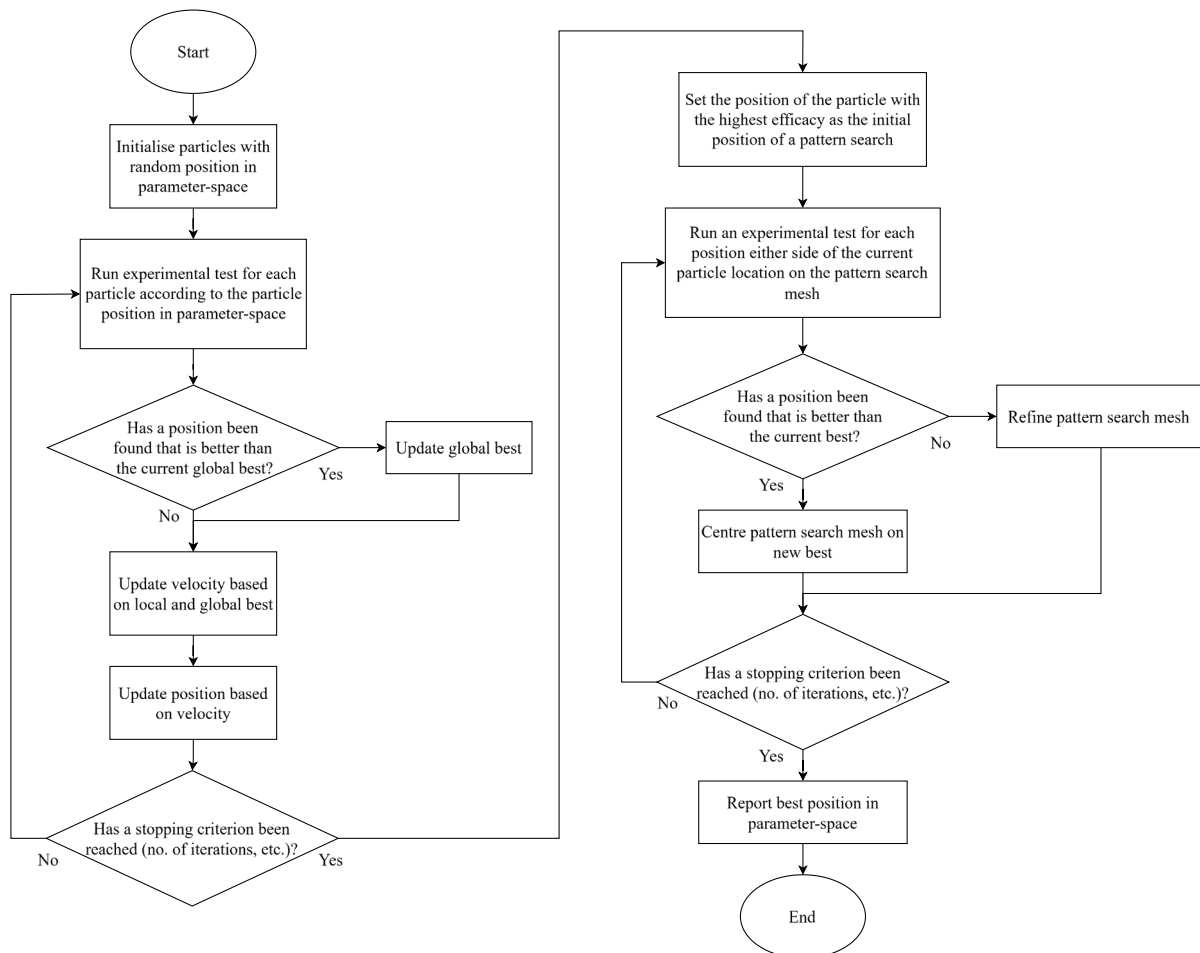 Start
Initialise particles with
random position in
parameter-space
Run experimental test for each
particle according to the particle
position in parameter-space
Has a position been
found that is better than
the current global best?
Yes
Update global best
No
Update velocity based
on local and global best
Update position based
on velocity
Has a stopping criterion been
reached (no. of iterations, etc.)?
No
Yes
Set the position of the particle with
the highest efficacy as the initial
position of a pattern search
Run an experimental test for each
position either side of the current
particle location on the pattern search
mesh
Has a position been
found that is better than
the current best?
No
Refine pattern search mesh
Yes
Centre pattern search mesh on
new best
Has a stopping criterion been
reached (no. of iterations, etc.)?
No
Yes
Report best position in
parameter-space
End